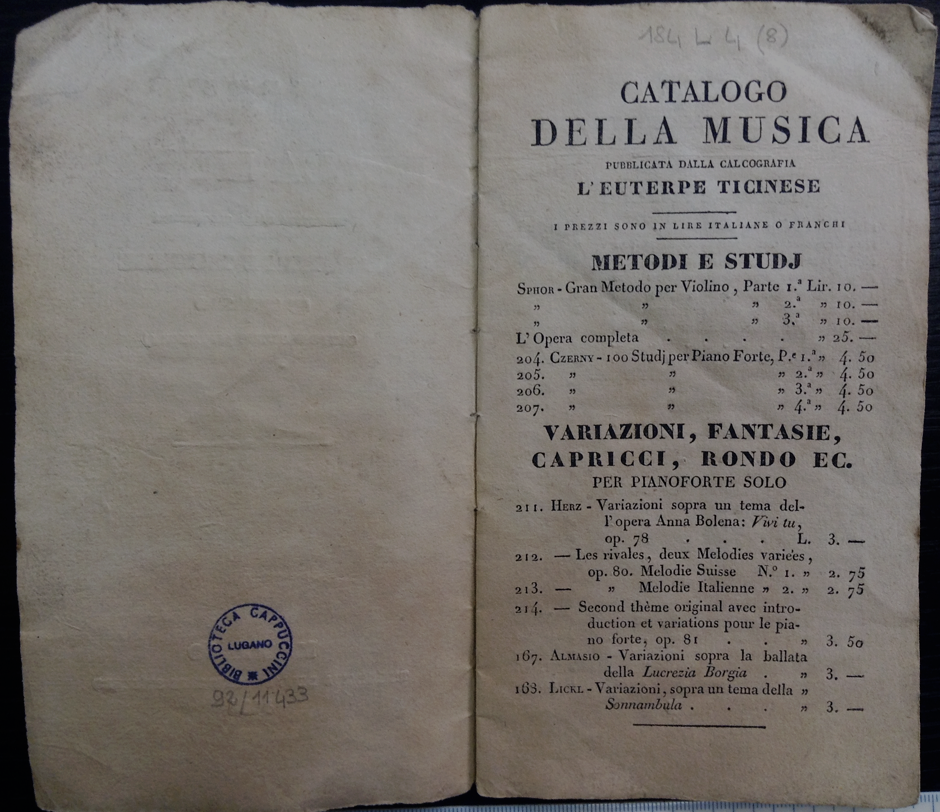 BIBLIOTECA CAPPUCCINI
LUGANO
92/11433
184 L 4 (8)
CATALOGO
DELLA MUSICA
PUBBLICATA DALLA CALCOGRAFIA
L'EUTERPE TICINESE
I PREZZI SONO IN LIRE ITALIANE O FRANCHI
METODI E STUDJ
SPHOR - Gran Metodo per Violino, Parte 1.ª Lir. 10. —
" " " 2.ª " 10. —
" " " 3.ª " 10. —
L'Opera completa . . . . " 25. —
204. CZERNY - 100 Studj per Piano Forte, P.e 1.ª " 4. 50
205. " " " 2.ª " 4. 50
206. " " " 3.ª " 4. 50
207. " " " 4.ª " 4. 50
VARIAZIONI, FANTASIE,
CAPRICCI, RONDO EC.
PER PIANOFORTE SOLO
211. HERZ - Variazioni sopra un tema del-
l'opera Anna Bolena: Vivi tu,
op. 78 . . . L. 3. —
212. — Les rivales, deux Melodies variées,
op. 80. Melodie Suisse N.º 1. " 2. 75
213. — " Melodie Italienne " 2. " 2. 75
214. — Second thème original avec intro-
duction et variations pour le pia-
no forte, op. 81 . . " 3. 50
167. ALMASIO - Variazioni sopra la ballata
della Lucrezia Borgia . " 3. —
168. LICKL - Variazioni, sopra un tema della "
Sonnambula . . . " 3. —